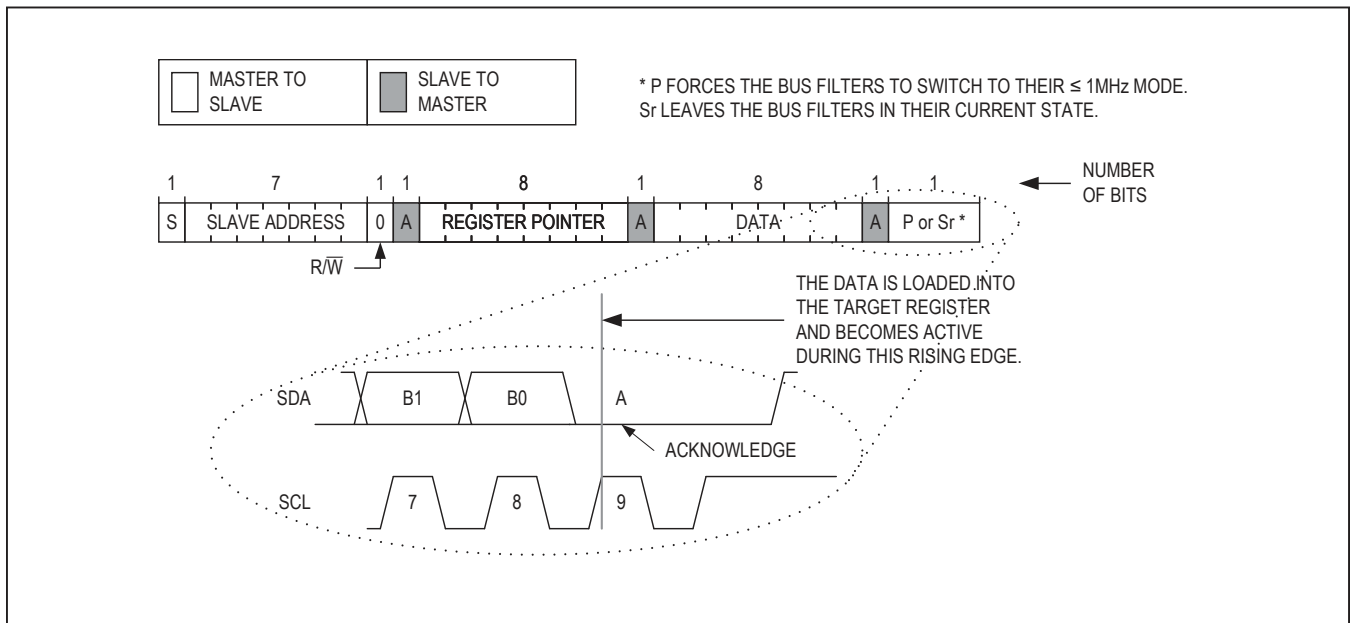 MASTER TO
SLAVE
SLAVE TO
MASTER
* P FORCES THE BUS FILTERS TO SWITCH TO THEIR ≤ 1MHz MODE.
Sr LEAVES THE BUS FILTERS IN THEIR CURRENT STATE.
1 7 1 1 8 1 8 1 1
NUMBER
OF BITS
S SLAVE ADDRESS 0 A REGISTER POINTER A DATA A P or Sr *
R/W̅
THE DATA IS LOADED INTO
THE TARGET REGISTER
AND BECOMES ACTIVE
DURING THIS RISING EDGE.
SDA B1 B0 A
ACKNOWLEDGE
SCL 7 8 9